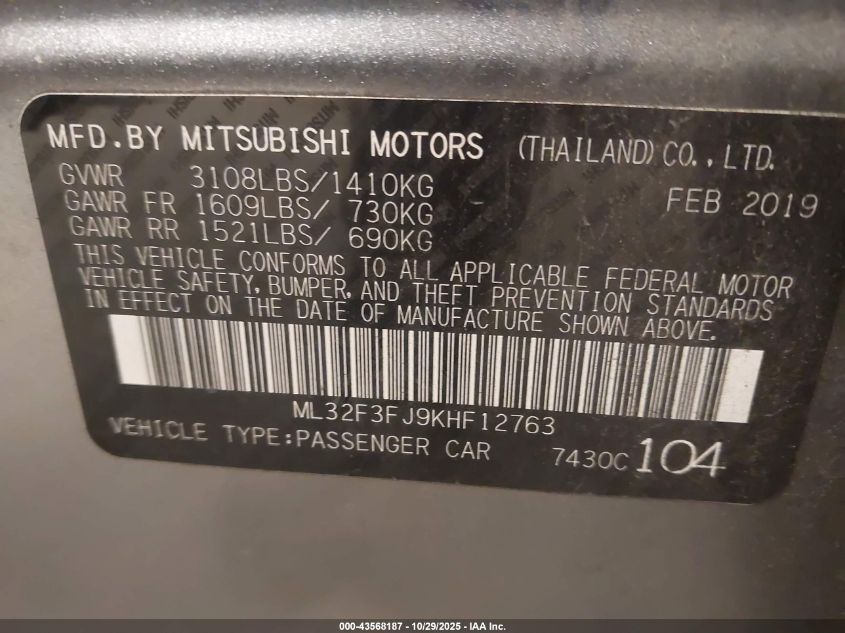 MFD.BY MITSUBISHI MOTORS (THAILAND) CO.,LTD.
GVWR 3108LBS/1410KG FEB 2019
GAWR FR 1609LBS/ 730KG
GAWR RR 1521LBS/ 690KG
THIS VEHICLE CONFORMS TO ALL APPLICABLE FEDERAL MOTOR
VEHICLE SAFETY, BUMPER, AND THEFT PREVENTION STANDARDS
IN EFFECT ON THE DATE OF MANUFACTURE SHOWN ABOVE.
ML32F3FJ9KHF12763
VEHICLE TYPE:PASSENGER CAR 7430C 104
000-43568187 - 10/29/2025 - IAA Inc.